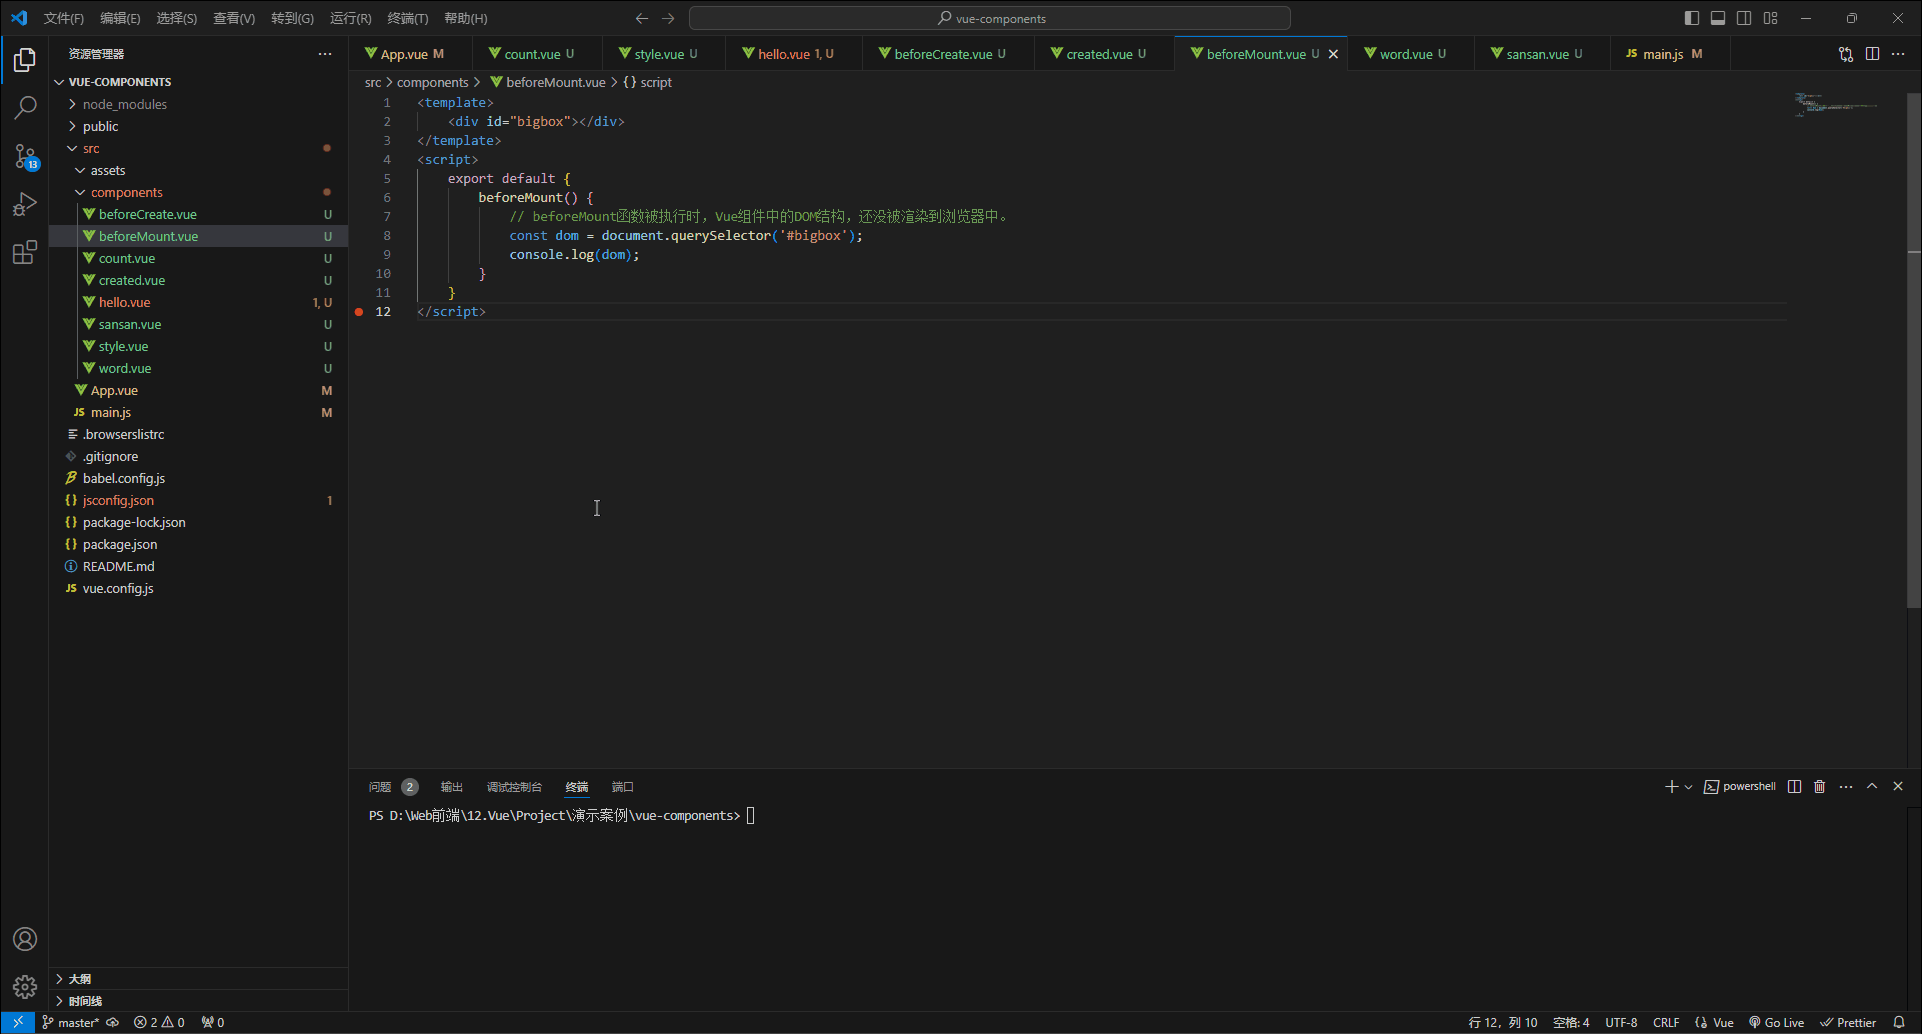 文件(F) 编辑(E) 选择(S) 查看(V) 转到(G) 运行(R) 终端(T) 帮助(H)
vue-components
资源管理器
VUE-COMPONENTS
node_modules
public
src
assets
components
beforeCreate.vue U
beforeMount.vue U
count.vue U
created.vue U
hello.vue 1, U
sansan.vue U
style.vue U
word.vue U
App.vue M
JS main.js M
.browserslistrc
.gitignore
babel.config.js
{} jsconfig.json 1
{} package-lock.json
{} package.json
README.md
JS vue.config.js
大纲
时间线
13
App.vue M count.vue U style.vue U hello.vue 1, U beforeCreate.vue U created.vue U beforeMount.vue U word.vue U sansan.vue U JS main.js M
src > components > beforeMount.vue > {} script
1 <template>
2 <div id="bigbox"></div>
3 </template>
4 <script>
5 export default {
6 beforeMount() {
7 // beforeMount函数被执行时，Vue组件中的DOM结构，还没被渲染到浏览器中。
8 const dom = document.querySelector('#bigbox');
9 console.log(dom);
10 }
11 }
12 </script>
问题 2 输出 调试控制台 终端 端口
powershell
PS D:\Web前端\12.Vue\Project\演示案例\vue-components>
master* 2 0 0
行 12，列 10 空格: 4 UTF-8 CRLF {} Vue Go Live Prettier